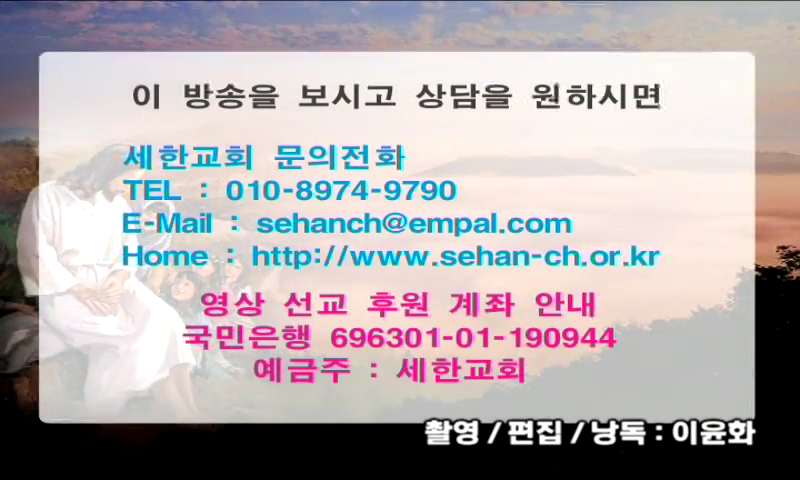 이 방송을 보시고 상담을 원하시면
세한교회 문의전화
TEL : 010-8974-9790
E-Mail : sehanch@empal.com
Home : http://www.sehan-ch.or.kr
영상 선교 후원 계좌 안내
국민은행 696301-01-190944
예금주 : 세한교회
촬영 / 편집 / 낭독 : 이윤화